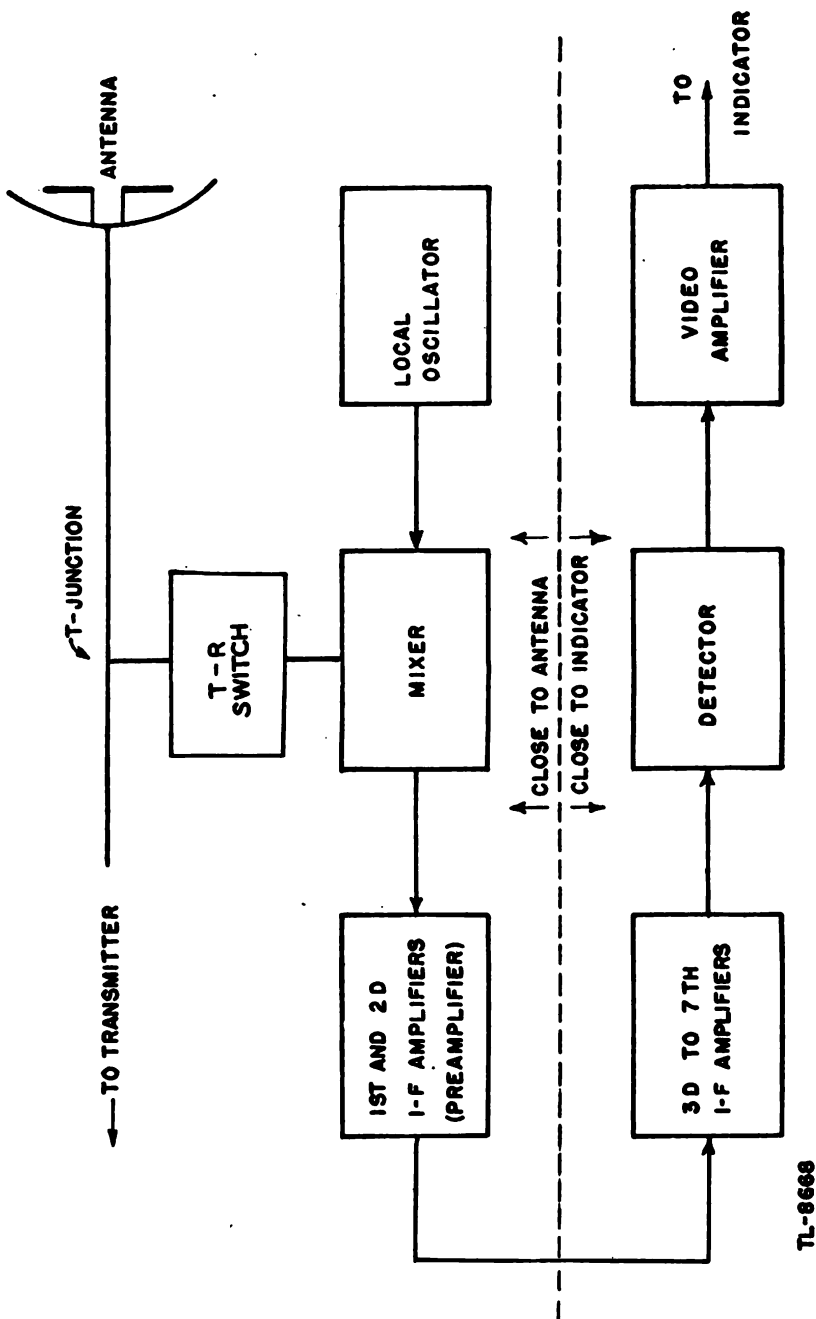 ANTENNA
T-JUNCTION
←TO TRANSMITTER
T-R
SWITCH
LOCAL
OSCILLATOR
MIXER
1ST AND 2D
I-F AMPLIFIERS
(PREAMPLIFIER)
CLOSE TO ANTENNA
CLOSE TO INDICATOR
3D TO 7TH
I-F AMPLIFIERS
DETECTOR
VIDEO
AMPLIFIER
TO
INDICATOR
TL-8668